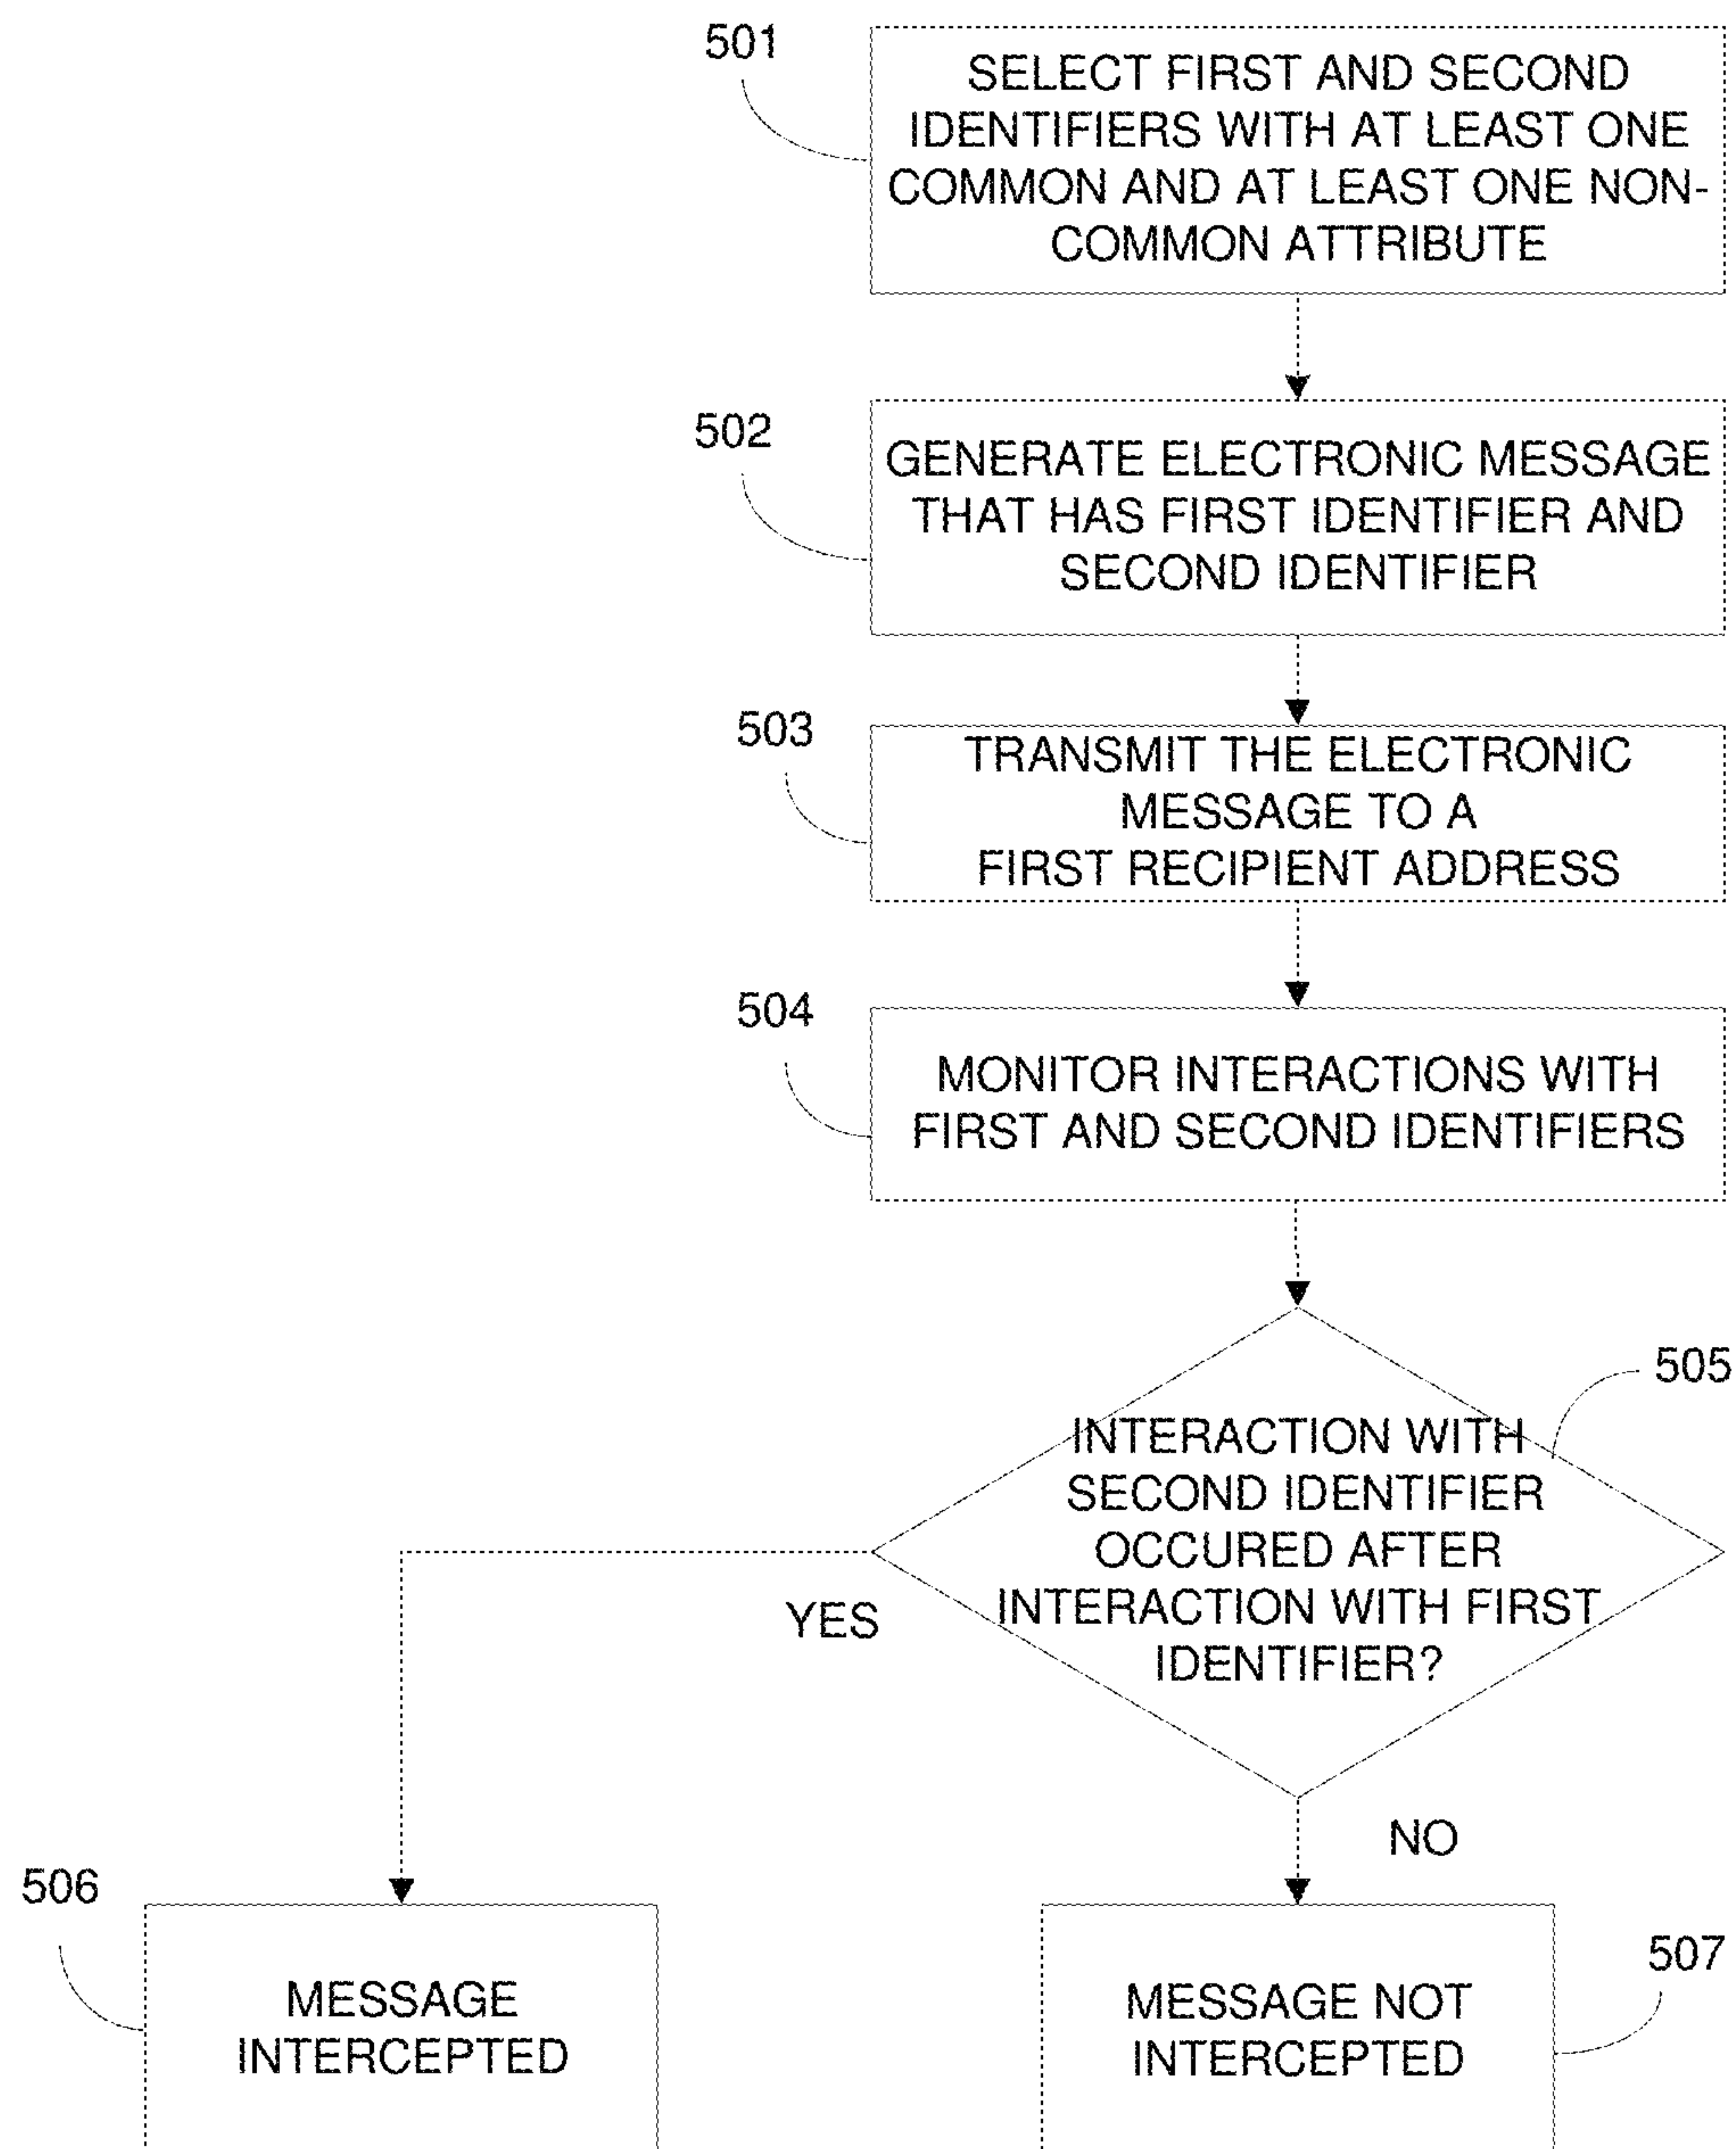 501
SELECT FIRST AND SECOND
IDENTIFIERS WITH AT LEAST ONE
COMMON AND AT LEAST ONE NON-
COMMON ATTRIBUTE
502
GENERATE ELECTRONIC MESSAGE
THAT HAS FIRST IDENTIFIER AND
SECOND IDENTIFIER
503
TRANSMIT THE ELECTRONIC
MESSAGE TO A
FIRST RECIPIENT ADDRESS
504
MONITOR INTERACTIONS WITH
FIRST AND SECOND IDENTIFIERS
505
INTERACTION WITH
SECOND IDENTIFIER
OCCURED AFTER
INTERACTION WITH FIRST
IDENTIFIER?
YES
NO
506
MESSAGE
INTERCEPTED
507
MESSAGE NOT
INTERCEPTED